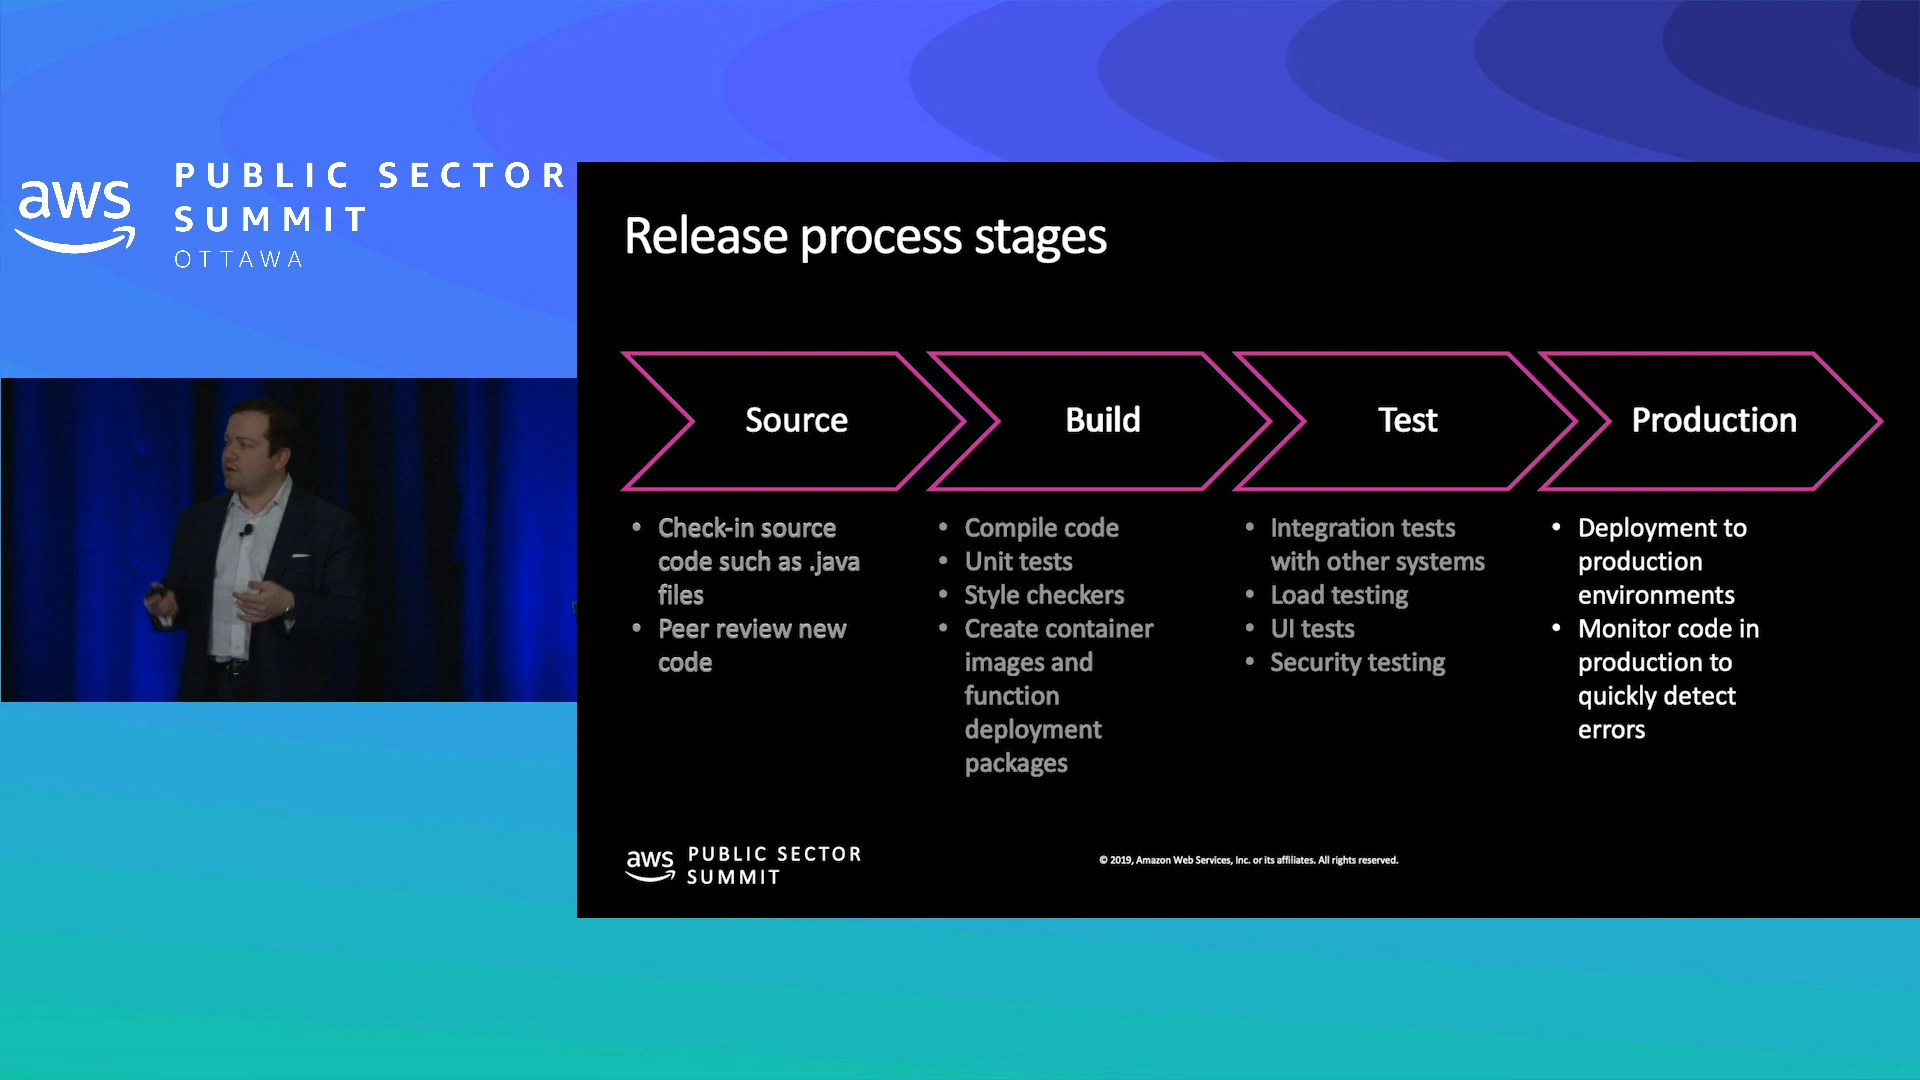 aws
PUBLIC SECTOR
SUMMIT
OTTAWA
Release process stages
Source
Build
Test
Production
• Check-in source
code such as .java
files
• Peer review new
code
• Compile code
• Unit tests
• Style checkers
• Create container
images and
function
deployment
packages
• Integration tests
with other systems
• Load testing
• UI tests
• Security testing
• Deployment to
production
environments
• Monitor code in
production to
quickly detect
errors
aws
PUBLIC SECTOR
SUMMIT
© 2019, Amazon Web Services, Inc. or its affiliates. All rights reserved.